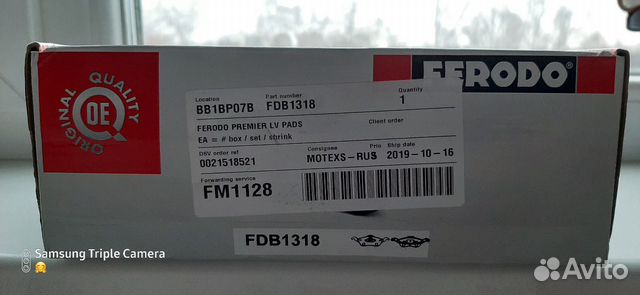 ORIGINAL QUALITY
OE
FERODO
Location
BB1BP07B
Part number
FDB1318
Quantity
1
FERODO PREMIER LV PADS
Client order
EA = # box / set / shrink
DSV order ref
0021518521
Consignee
MOTEXS-RUS
Prio
Ship date
2019-10-16
Forwarding service
FM1128
FDB1318
Samsung Triple Camera
Avito